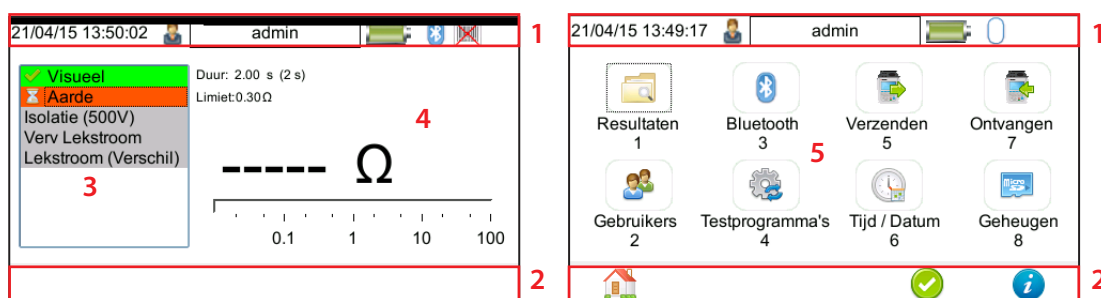 21/04/15 13:50:02 admin 1
Visueel
Aarde
Isolatie (500V)
Verv Lekstroom
Lekstroom (Verschil)
3
Duur: 2.00 s (2 s)
Limiet:0.30Ω
4
----- Ω
0.1 1 10 100
2
21/04/15 13:49:17 admin 1
Resultaten Bluetooth Verzenden Ontvangen
1 3 5 7
5
Micro
SD
Gebruikers Testprogramma's Tijd / Datum Geheugen
2 4 6 8
i 2